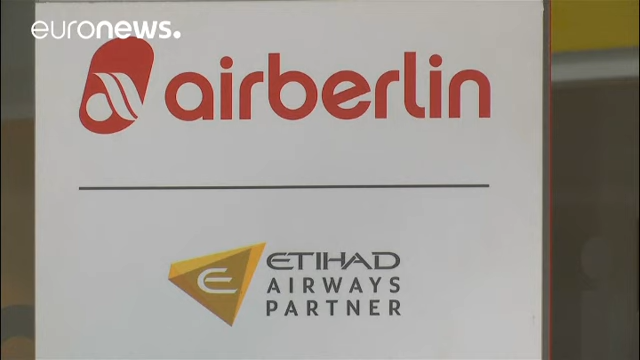 euronews.
airberlin
ETIHAD
AIRWAYS
PARTNER